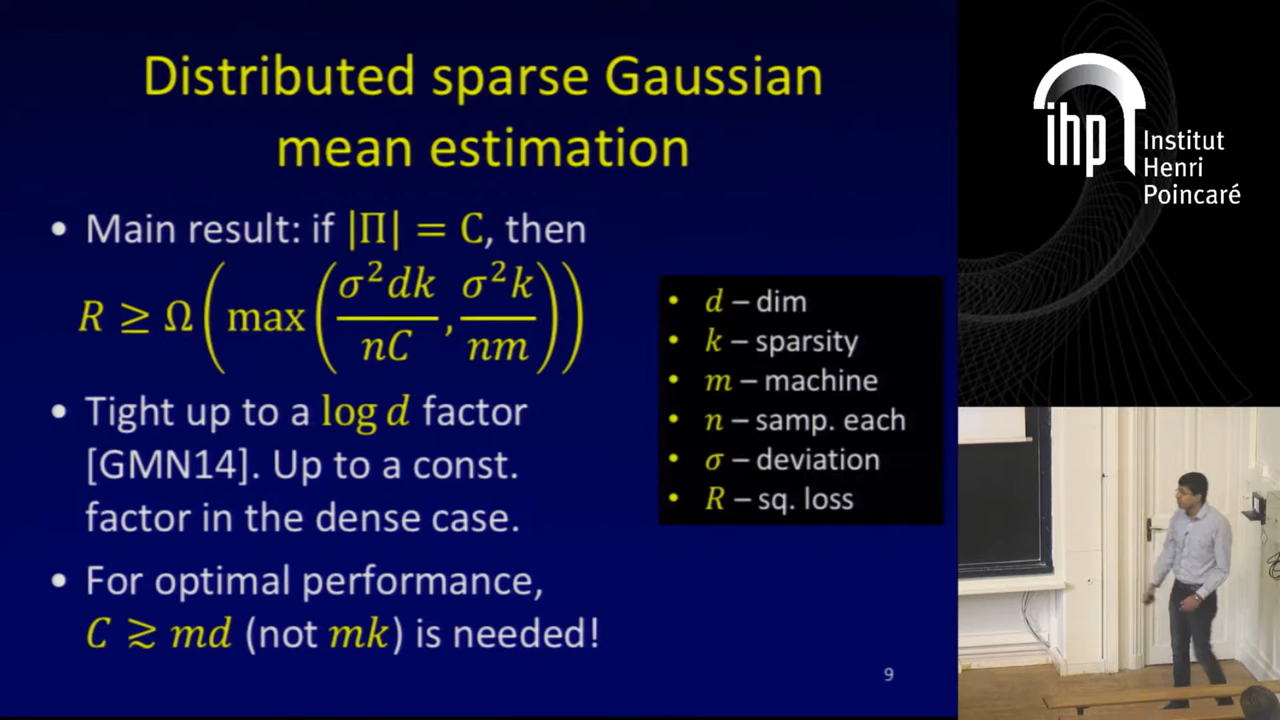 Distributed sparse Gaussian
mean estimation
• Main result: if |Π| = C, then
R ≥ Ω(max(σ²dk/nC, σ²k/nm))
• Tight up to a log d factor
[GMN14]. Up to a const.
factor in the dense case.
• For optimal performance,
C ≳ md (not mk) is needed!
• d – dim
• k – sparsity
• m – machine
• n – samp. each
• σ – deviation
• R – sq. loss
9
ihp
Institut
Henri
Poincaré